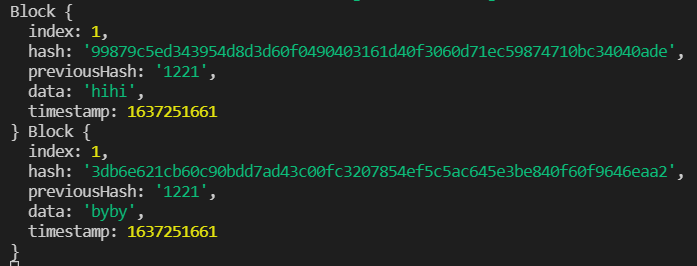 Block {
  index: 1,
  hash: '99879c5ed343954d8d3d60f0490403161d40f3060d71ec59874710bc34040ade',
  previousHash: '1221',
  data: 'hihi',
  timestamp: 1637251661
} Block {
  index: 1,
  hash: '3db6e621cb60c90bdd7ad43c00fc3207854ef5c5ac645e3be840f60f9646eaa2',
  previousHash: '1221',
  data: 'byby',
  timestamp: 1637251661
}